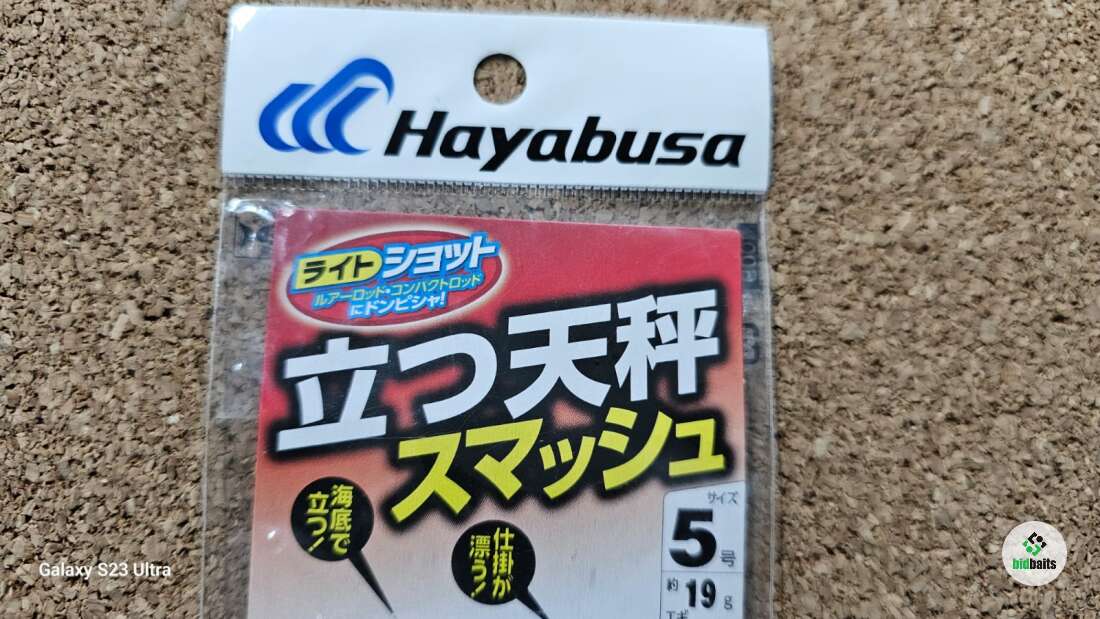 Hayabusa
ライトショット
ルアーロッド・コンパクトロッド
にドンピシャ!
立つ天秤
スマッシュ
海底で
立つ!
仕掛が
漂う!
サイズ
5号
約19g
エギ
Galaxy S23 Ultra
bidbaits